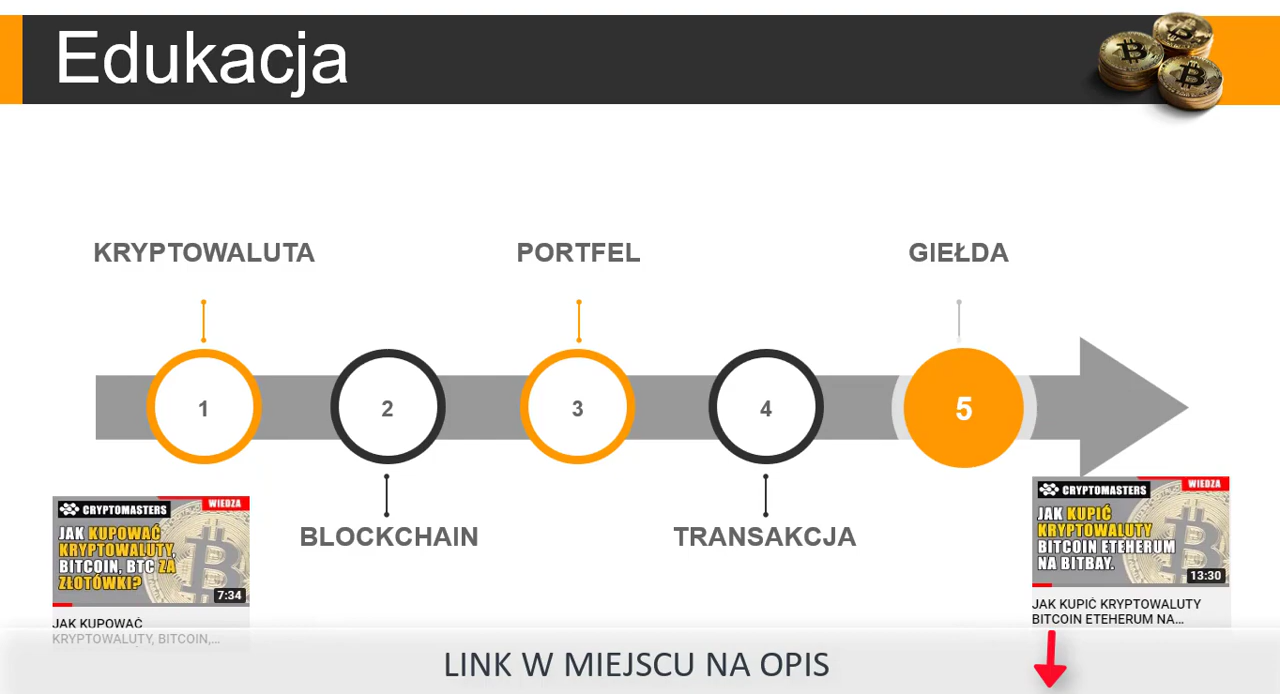 Edukacja
KRYPTOWALUTA
PORTFEL
GIEŁDA
1
2
3
4
5
BLOCKCHAIN
TRANSAKCJA
CRYPTOMASTERS
WIEDZA
JAK KUPOWAĆ
KRYPTOWALUTY,
BITCOIN, BTC ZA
ZŁOTÓWKI?
7:34
JAK KUPOWAĆ
KRYPTOWALUTY, BITCOIN,...
CRYPTOMASTERS
WIEDZA
JAK KUPIĆ
KRYPTOWALUTY
BITCOIN ETEHERUM
NA BITBAY.
13:30
JAK KUPIĆ KRYPTOWALUTY
BITCOIN ETEHERUM NA...
LINK W MIEJSCU NA OPIS